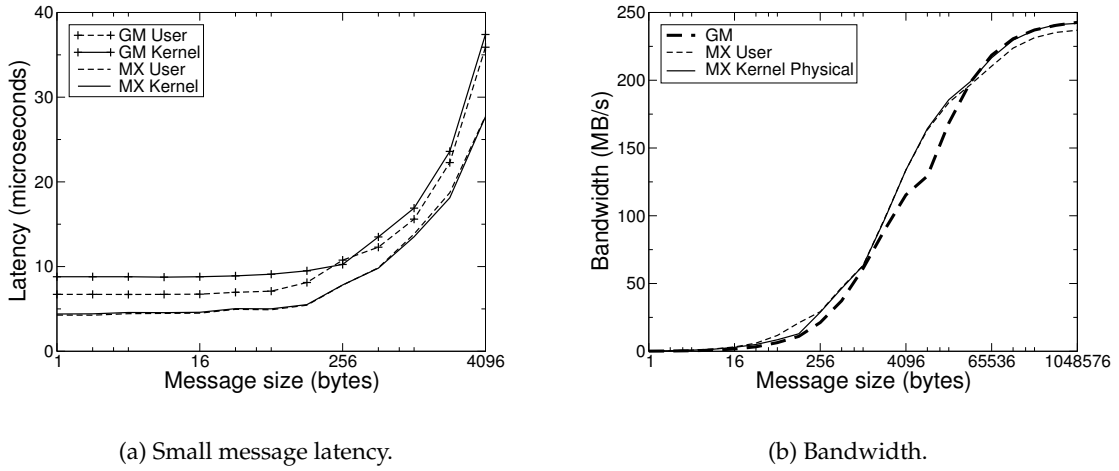 40
30
20
10
0
Latency (microseconds)
GM User
GM Kernel
MX User
MX Kernel
1
16
256
4096
Message size (bytes)
(a) Small message latency.
250
200
150
100
50
0
Bandwidth (MB/s)
GM
MX User
MX Kernel Physical
1
16
256
4096
65536
1048576
Message size (bytes)
(b) Bandwidth.